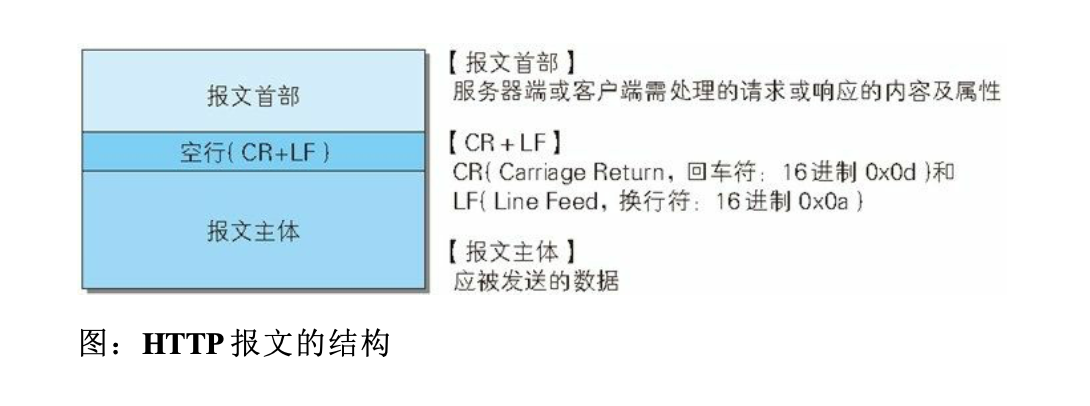 报文首部
空行(CR+LF)
报文主体
【报文首部】
服务器端或客户端需处理的请求或响应的内容及属性
【CR+LF】
CR(Carriage Return,回车符:16进制 0x0d)和
LF(Line Feed,换行符:16进制 0x0a)
【报文主体】
应被发送的数据
图:HTTP报文的结构